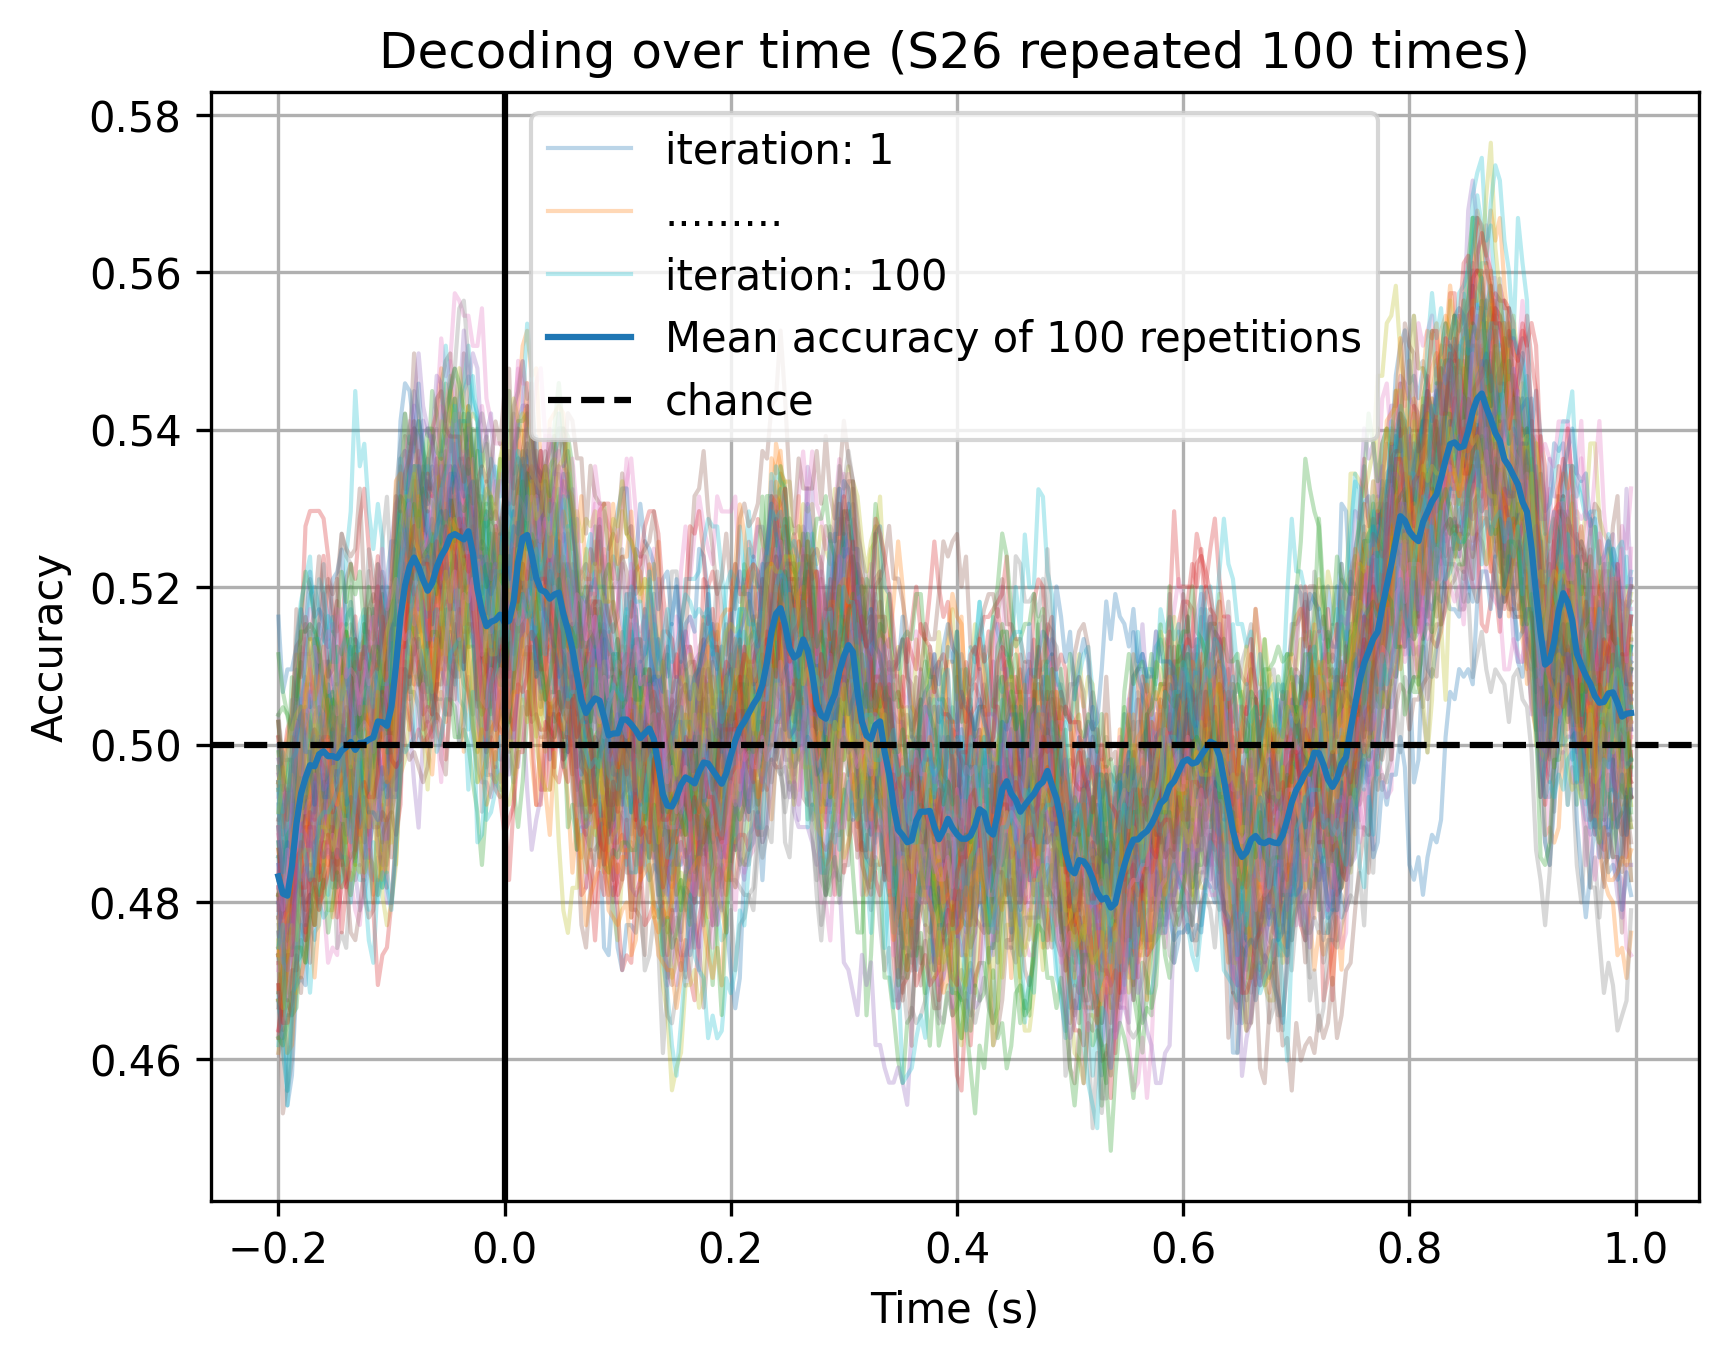 Decoding over time (S26 repeated 100 times)
0.58
0.56
0.54
0.52
0.50
0.48
0.46
Accuracy
iteration: 1
.........
iteration: 100
Mean accuracy of 100 repetitions
chance
−0.2 0.0 0.2 0.4 0.6 0.8 1.0
Time (s)